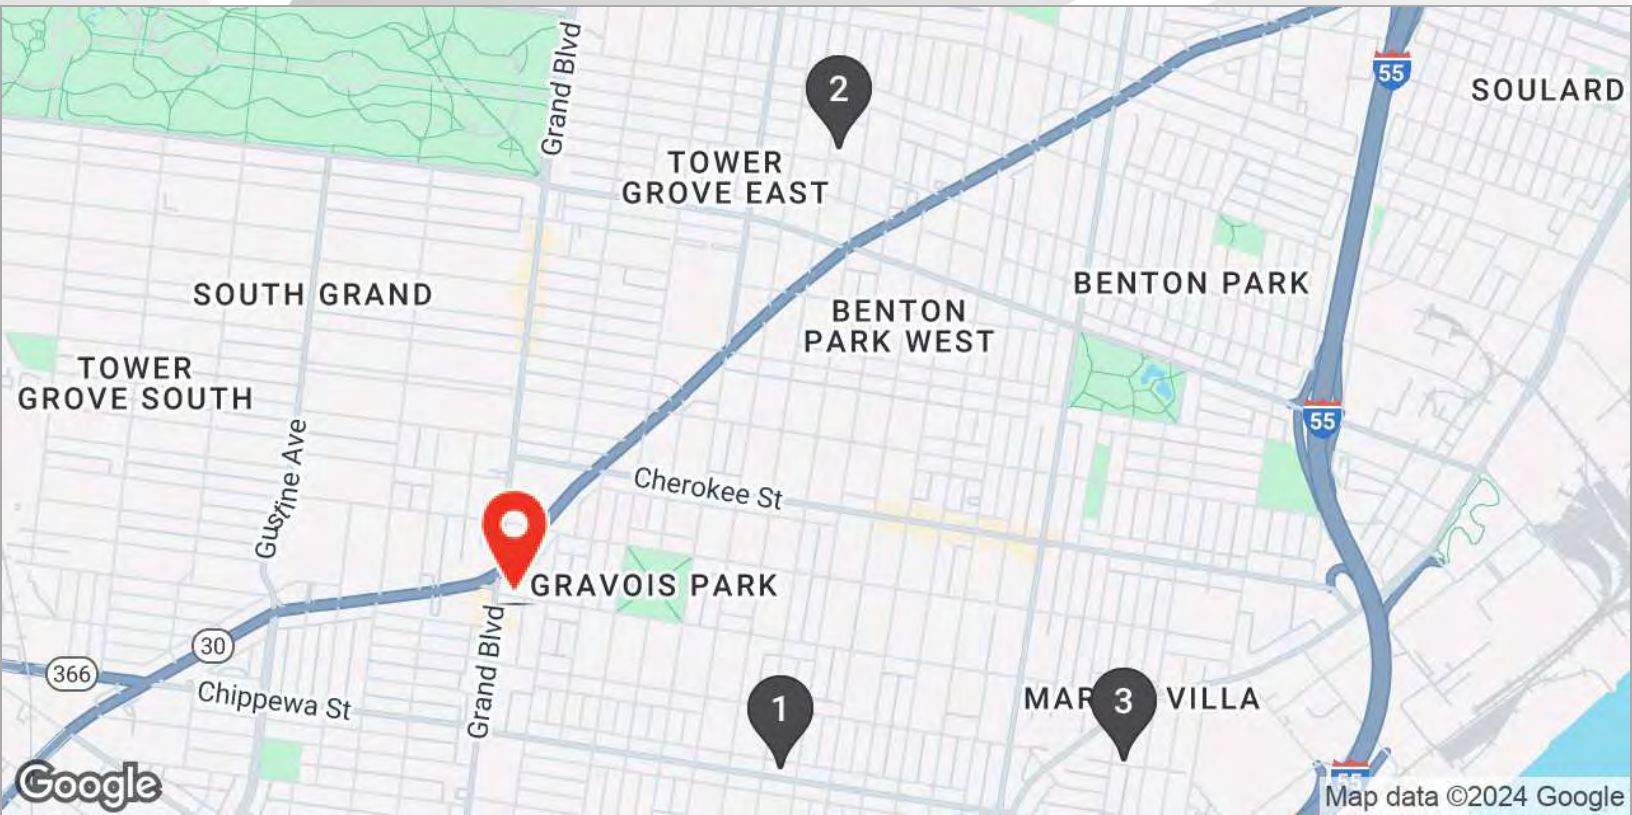 Grand Blvd
2
55
SOULARD
TOWER
GROVE EAST
SOUTH GRAND
BENTON PARK
BENTON
PARK WEST
TOWER
GROVE SOUTH
55
Gustine Ave
Cherokee St
GRAVOIS PARK
Grand Blvd
30
366
Chippewa St
1
3
VILLA
55
Google
Map data ©2024 Google